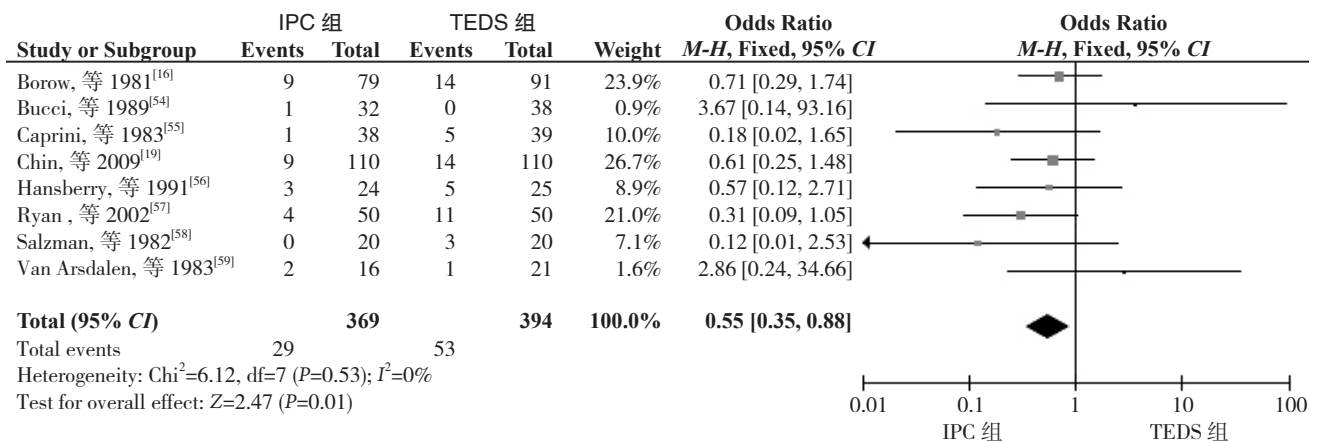 IPC 组 TEDS 组 Odds Ratio Odds Ratio
Study or Subgroup Events Total Events Total Weight M-H, Fixed, 95% CI M-H, Fixed, 95% CI
Borow, 等 1981[16] 9 79 14 91 23.9% 0.71 [0.29, 1.74]
Bucci, 等 1989[54] 1 32 0 38 0.9% 3.67 [0.14, 93.16]
Caprini, 等 1983[55] 1 38 5 39 10.0% 0.18 [0.02, 1.65]
Chin, 等 2009[19] 9 110 14 110 26.7% 0.61 [0.25, 1.48]
Hansberry, 等 1991[56] 3 24 5 25 8.9% 0.57 [0.12, 2.71]
Ryan , 等 2002[57] 4 50 11 50 21.0% 0.31 [0.09, 1.05]
Salzman, 等 1982[58] 0 20 3 20 7.1% 0.12 [0.01, 2.53]
Van Arsdalen, 等 1983[59] 2 16 1 21 1.6% 2.86 [0.24, 34.66]
Total (95% CI) 369 394 100.0% 0.55 [0.35, 0.88]
Total events 29 53
Heterogeneity: Chi²=6.12, df=7 (P=0.53); I²=0%
Test for overall effect: Z=2.47 (P=0.01)
0.01 0.1 1 10 100
IPC 组 TEDS 组